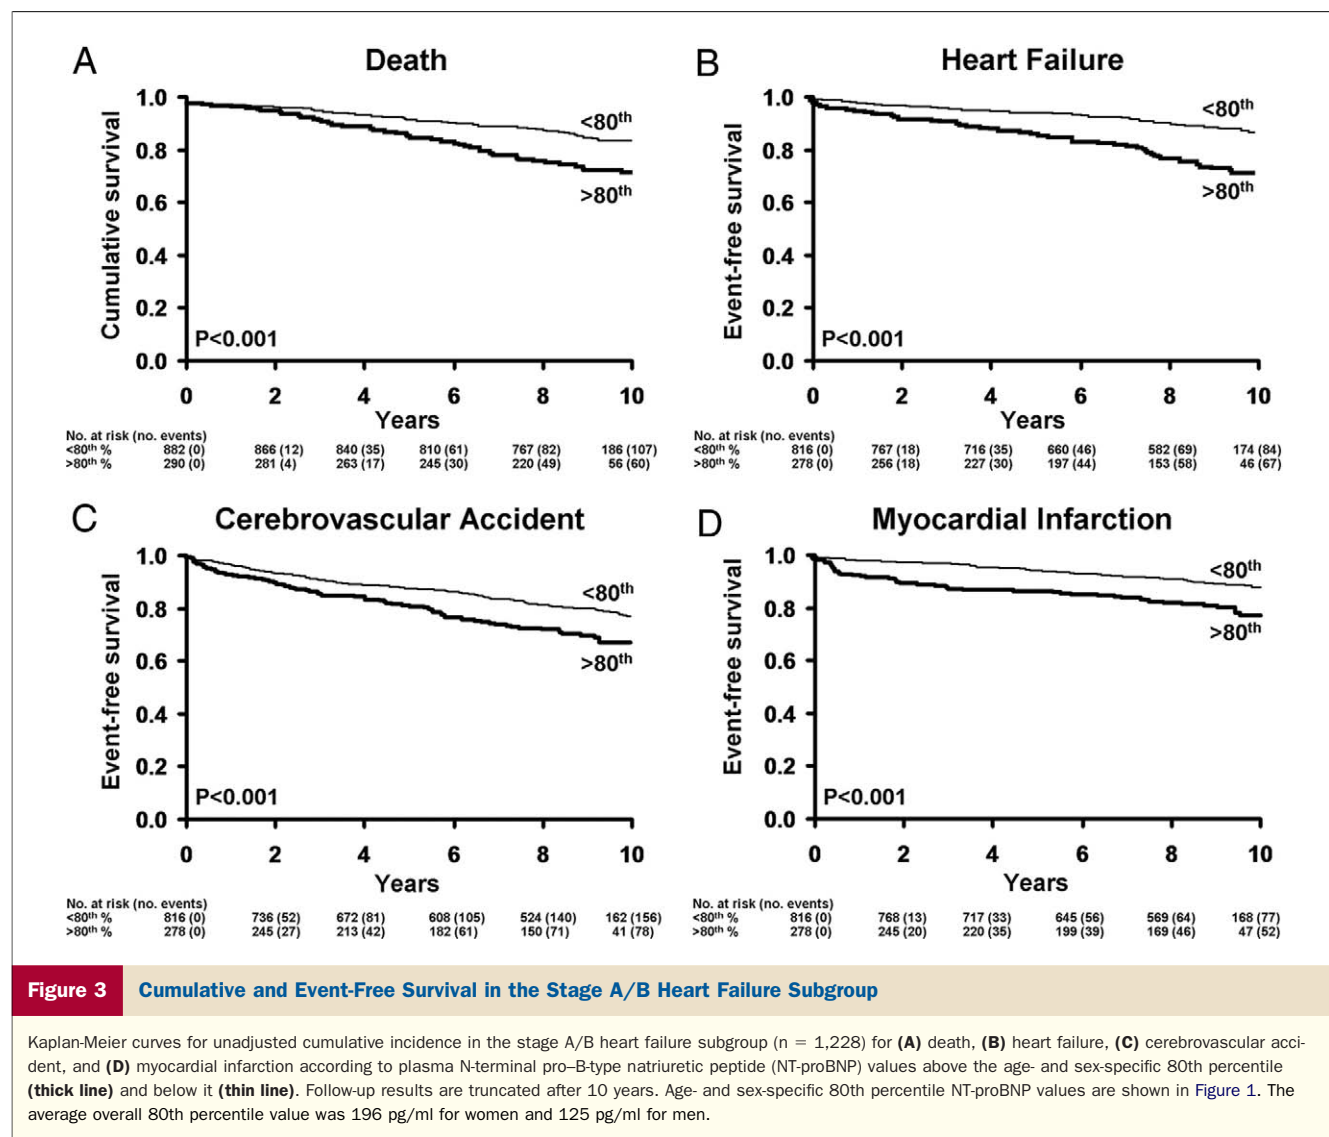 A
Death
1.0
0.8
0.6
0.4
0.2
0.0
Cumulative survival
<80th
>80th
P<0.001
0 2 4 6 8 10
Years
No. at risk (no. events)
<80th % 882 (0) 866 (12) 840 (35) 810 (61) 767 (82) 186 (107)
>80th % 290 (0) 281 (4) 263 (17) 245 (30) 220 (49) 56 (60)
B
Heart Failure
1.0
0.8
0.6
0.4
0.2
0.0
Event-free survival
<80th
>80th
P<0.001
0 2 4 6 8 10
Years
No. at risk (no. events)
<80th % 816 (0) 767 (18) 716 (35) 660 (46) 582 (69) 174 (84)
>80th % 278 (0) 256 (18) 227 (30) 197 (44) 153 (58) 46 (67)
C
Cerebrovascular Accident
1.0
0.8
0.6
0.4
0.2
0.0
Event-free survival
<80th
>80th
P<0.001
0 2 4 6 8 10
Years
No. at risk (no. events)
<80th % 816 (0) 736 (52) 672 (81) 608 (105) 524 (140) 162 (156)
>80th % 278 (0) 245 (27) 213 (42) 182 (61) 150 (71) 41 (78)
D
Myocardial Infarction
1.0
0.8
0.6
0.4
0.2
0.0
Event-free survival
<80th
>80th
P<0.001
0 2 4 6 8 10
Years
No. at risk (no. events)
<80th % 816 (0) 768 (13) 717 (33) 645 (56) 569 (64) 168 (77)
>80th % 278 (0) 245 (20) 220 (35) 199 (39) 169 (46) 47 (52)
Figure 3 Cumulative and Event-Free Survival in the Stage A/B Heart Failure Subgroup
Kaplan-Meier curves for unadjusted cumulative incidence in the stage A/B heart failure subgroup (n = 1,228) for (A) death, (B) heart failure, (C) cerebrovascular acci-
dent, and (D) myocardial infarction according to plasma N-terminal pro–B-type natriuretic peptide (NT-proBNP) values above the age- and sex-specific 80th percentile
(thick line) and below it (thin line). Follow-up results are truncated after 10 years. Age- and sex-specific 80th percentile NT-proBNP values are shown in Figure 1. The
average overall 80th percentile value was 196 pg/ml for women and 125 pg/ml for men.